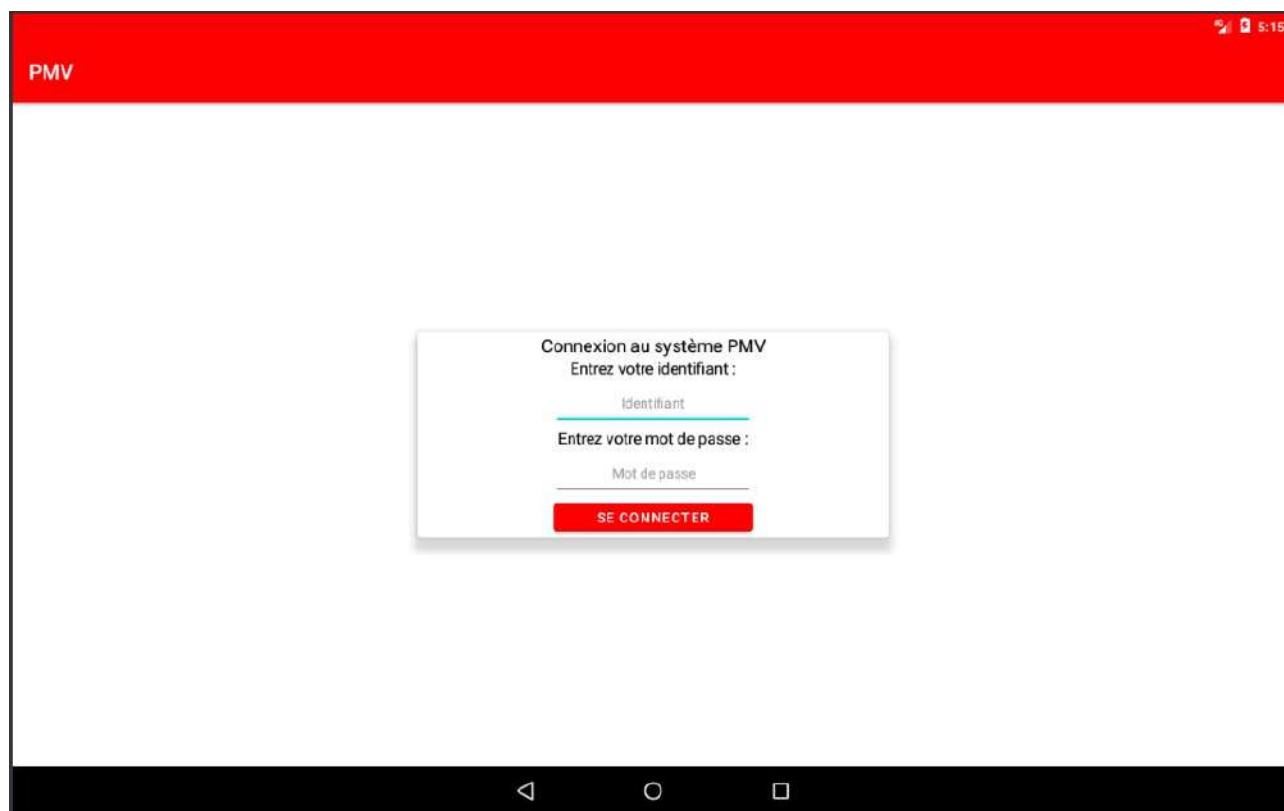 5:15
PMV
Connexion au système PMV
Entrez votre identifiant :
Identifiant
Entrez votre mot de passe :
Mot de passe
SE CONNECTER